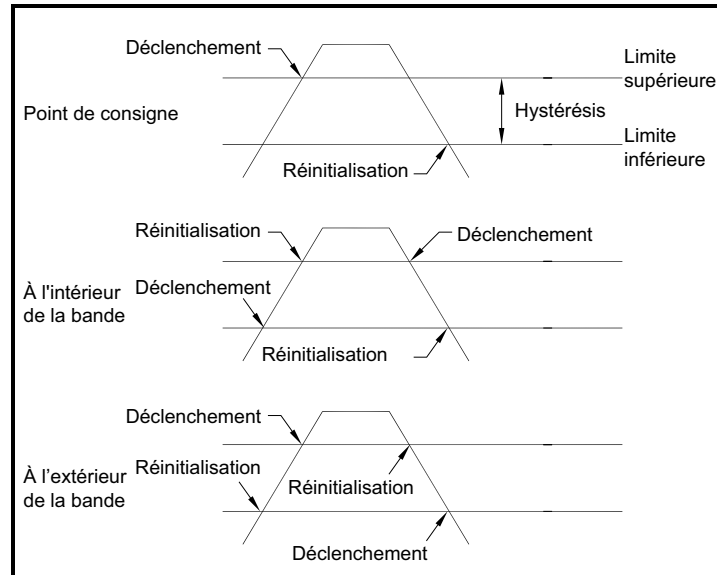 Déclenchement
Limite
supérieure
Point de consigne
Hystérésis
Limite
inférieure
Réinitialisation
Réinitialisation
Déclenchement
À l'intérieur
de la bande
Déclenchement
Réinitialisation
Déclenchement
À l’extérieur
de la bande
Réinitialisation
Réinitialisation
Déclenchement